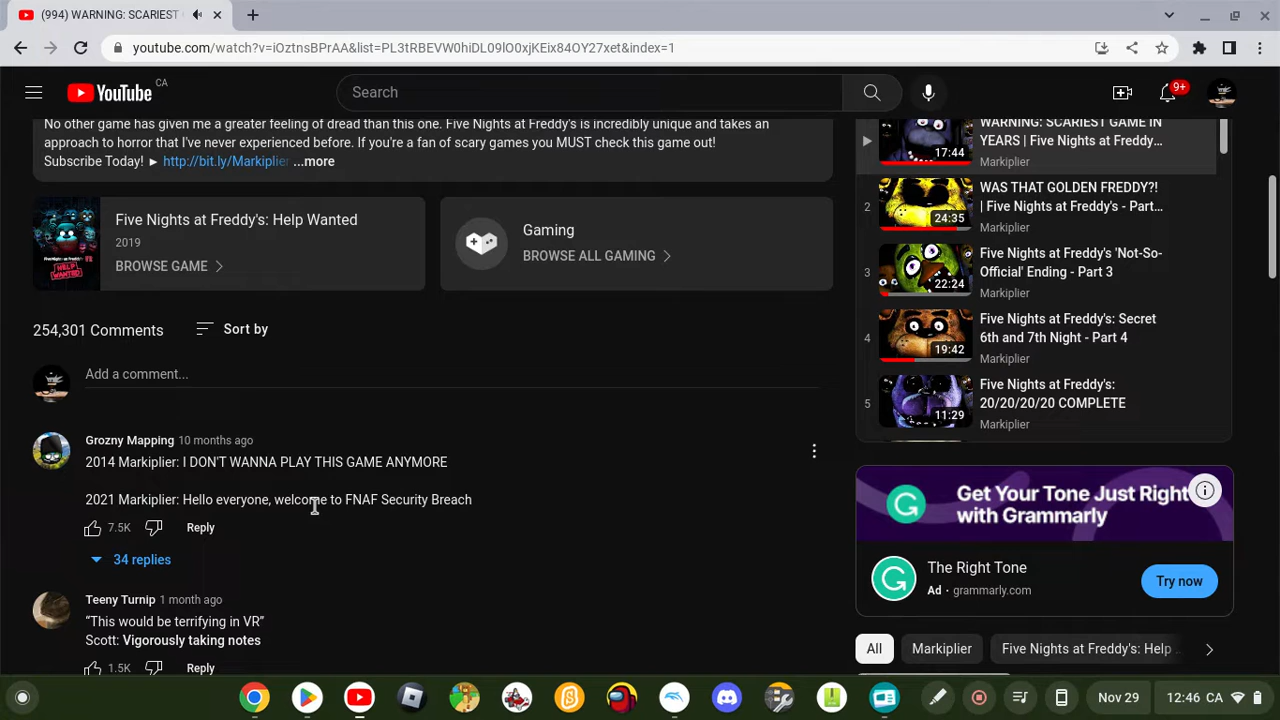 (994) WARNING: SCARIEST
youtube.com/watch?v=iOztnsBPrAA&list=PL3tRBEVW0hiDL09lO0xjKEix84OY27xet&index=1
YouTube CA
Search
9+
No other game has given me a greater feeling of dread than this one. Five Nights at Freddy's is incredibly unique and takes an
approach to horror that I've never experienced before. If you're a fan of scary games you MUST check this game out!
Subscribe Today! ► http://bit.ly/Markiplier ...more
Five Nights at Freddy's: Help Wanted
2019
BROWSE GAME
Gaming
BROWSE ALL GAMING
254,301 Comments
Sort by
Add a comment...
Grozny Mapping 10 months ago
2014 Markiplier: I DON'T WANNA PLAY THIS GAME ANYMORE
2021 Markiplier: Hello everyone, welcome to FNAF Security Breach
7.5K
Reply
34 replies
Teeny Turnip 1 month ago
“This would be terrifying in VR”
Scott: Vigorously taking notes
1.5K
Reply
WARNING: SCARIEST GAME IN
YEARS | Five Nights at Freddy...
Markiplier
17:44
2
WAS THAT GOLDEN FREDDY?!
| Five Nights at Freddy's - Part...
Markiplier
24:35
3
Five Nights at Freddy's 'Not-So-
Official' Ending - Part 3
Markiplier
22:24
4
Five Nights at Freddy's: Secret
6th and 7th Night - Part 4
Markiplier
19:42
5
Five Nights at Freddy's:
20/20/20/20 COMPLETE
Markiplier
11:29
Get Your Tone Just Right
with Grammarly
The Right Tone
Ad · grammarly.com
Try now
All
Markiplier
Five Nights at Freddy's: Help
Nov 29
12:46 CA